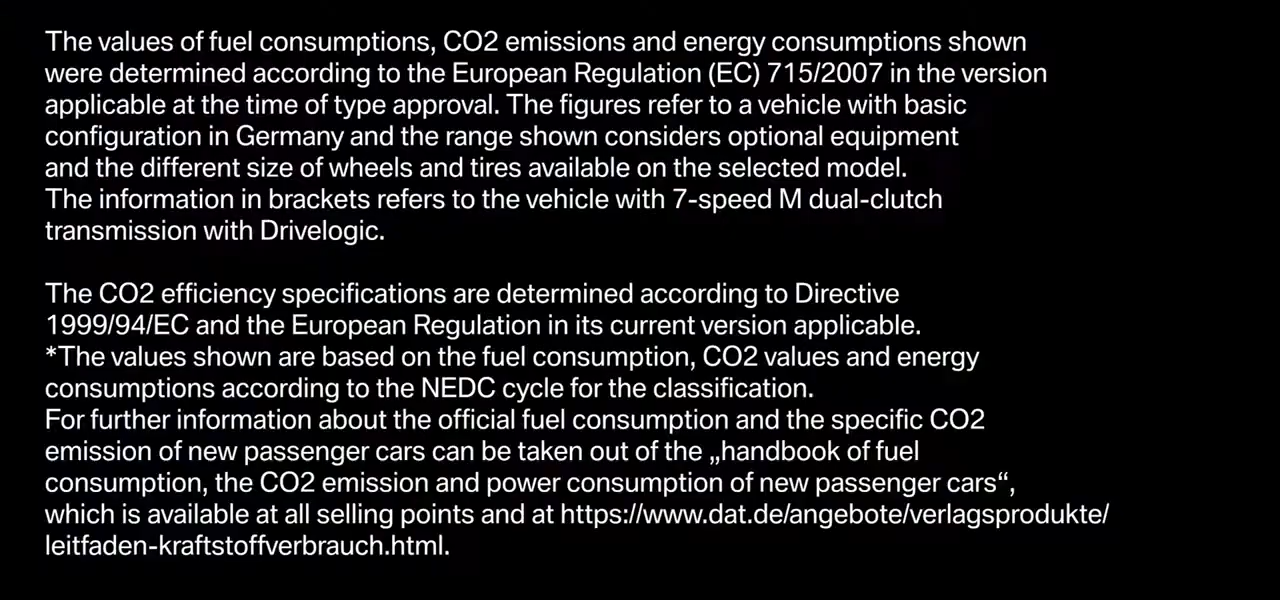 The values of fuel consumptions, CO2 emissions and energy consumptions shown
were determined according to the European Regulation (EC) 715/2007 in the version
applicable at the time of type approval. The figures refer to a vehicle with basic
configuration in Germany and the range shown considers optional equipment
and the different size of wheels and tires available on the selected model.
The information in brackets refers to the vehicle with 7-speed M dual-clutch
transmission with Drivelogic.

The CO2 efficiency specifications are determined according to Directive
1999/94/EC and the European Regulation in its current version applicable.
*The values shown are based on the fuel consumption, CO2 values and energy
consumptions according to the NEDC cycle for the classification.
For further information about the official fuel consumption and the specific CO2
emission of new passenger cars can be taken out of the „handbook of fuel
consumption, the CO2 emission and power consumption of new passenger cars“,
which is available at all selling points and at https://www.dat.de/angebote/verlagsprodukte/
leitfaden-kraftstoffverbrauch.html.